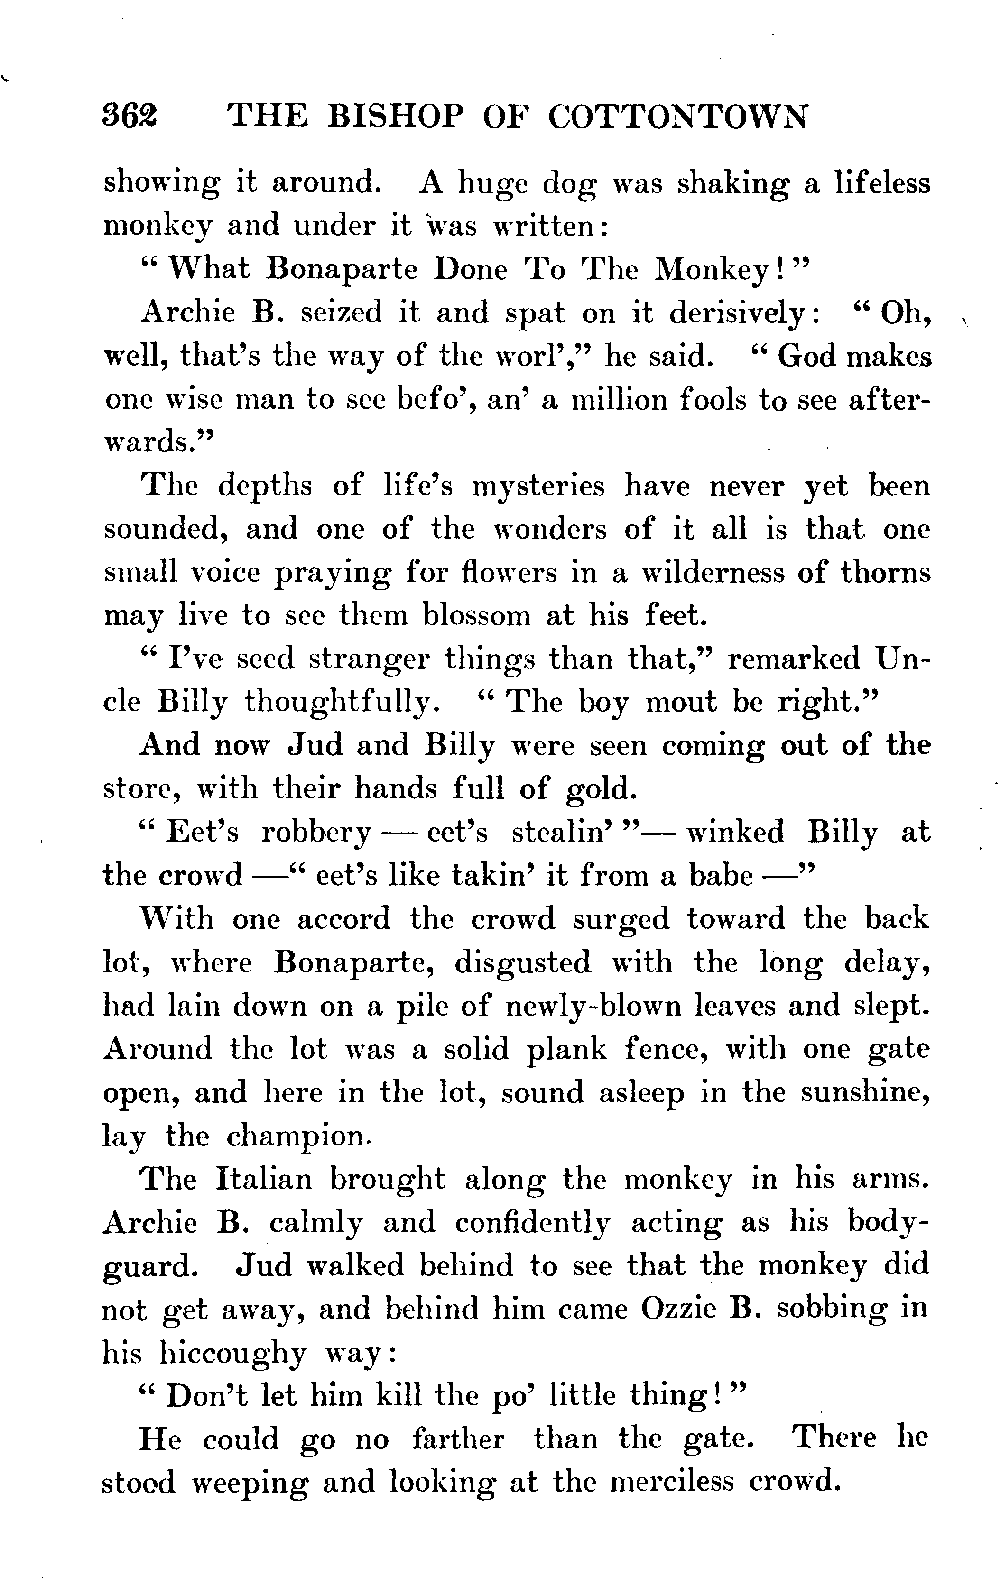 362 THE BISHOP OF COTTONTOWN
showing it around. A huge dog was shaking a lifeless
monkey and under it was written:
“ What Bonaparte Done To The Monkey! ”
Archie B. seized it and spat on it derisively: “ Oh,
well, that’s the way of the worl’,” he said. “ God makes
one wise man to see befo’, an’ a million fools to see after-
wards.”
The depths of life’s mysteries have never yet been
sounded, and one of the wonders of it all is that one
small voice praying for flowers in a wilderness of thorns
may live to see them blossom at his feet.
“ I’ve seed stranger things than that,” remarked Un-
cle Billy thoughtfully. “ The boy mout be right.”
And now Jud and Billy were seen coming out of the
store, with their hands full of gold.
“ Eet’s robbery — eet’s stealin’ ”— winked Billy at
the crowd —“ eet’s like takin’ it from a babe —”
With one accord the crowd surged toward the back
lot, where Bonaparte, disgusted with the long delay,
had lain down on a pile of newly-blown leaves and slept.
Around the lot was a solid plank fence, with one gate
open, and here in the lot, sound asleep in the sunshine,
lay the champion.
The Italian brought along the monkey in his arms.
Archie B. calmly and confidently acting as his body-
guard. Jud walked behind to see that the monkey did
not get away, and behind him came Ozzie B. sobbing in
his hiccoughy way:
“ Don’t let him kill the po’ little thing! ”
He could go no farther than the gate. There he
stood weeping and looking at the merciless crowd.